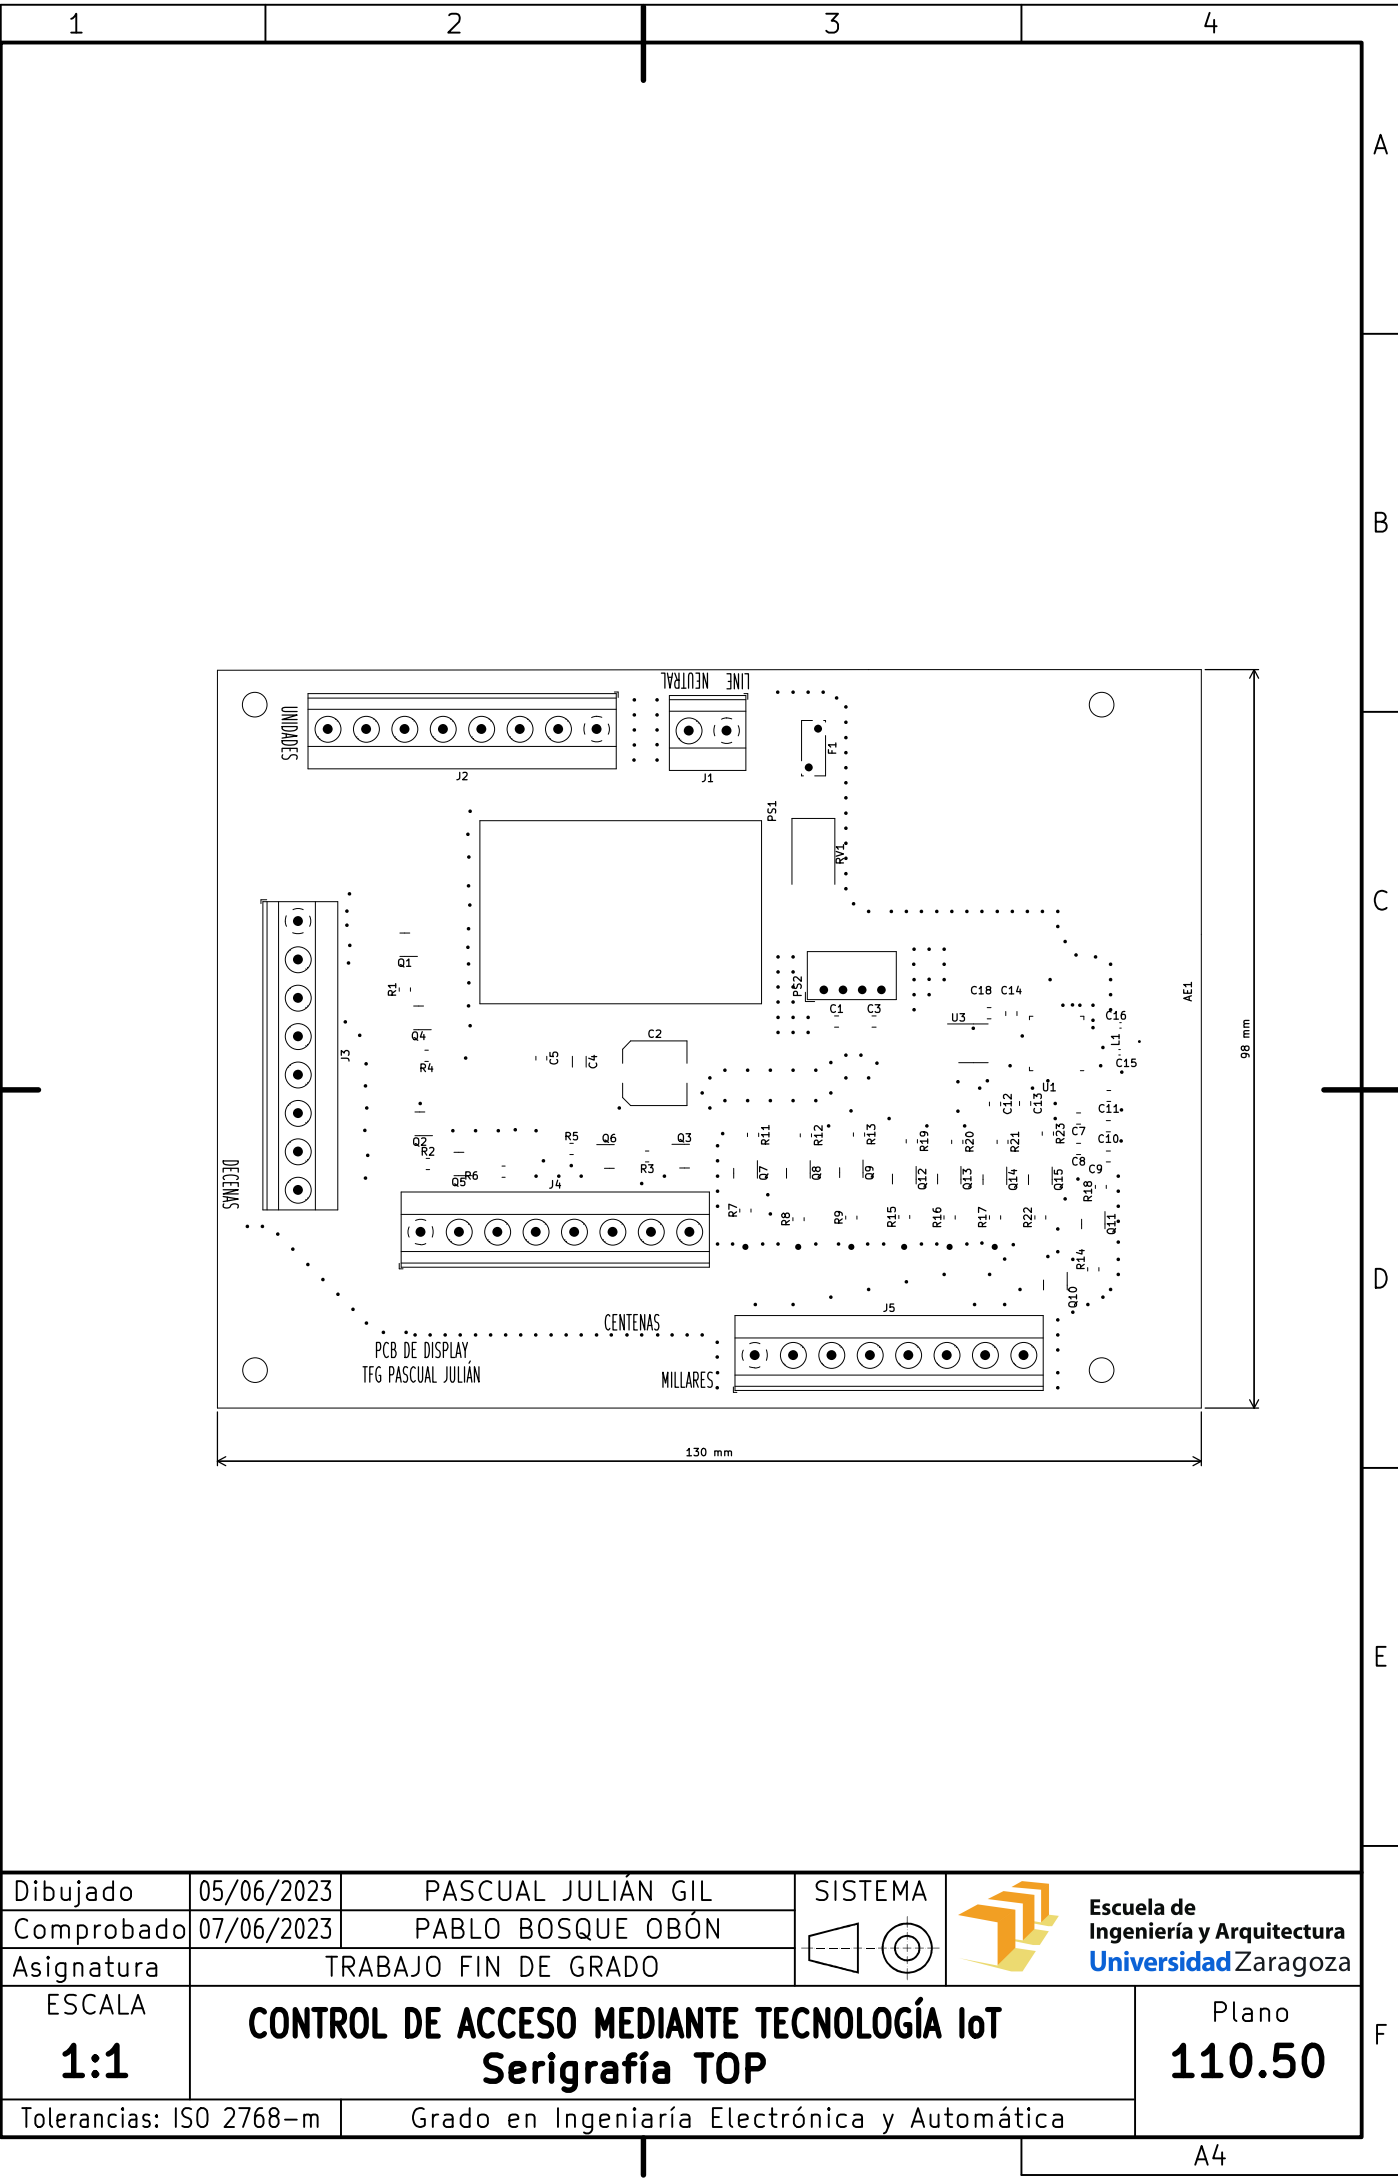 1 2 3 4
A
B
C
D
E
F
LINE NEUTRAL
UNIDADES
J2
J1
F1
PS1
RV1
Q1
R1
PS2
C18 C14
AE1
C1 C3
U3
C16
L1
C15
Q4
R4
J3
C5
C4
C2
98 mm
U1
C12
C13
C11
C7
C10
C8
C9
Q2
R2
R5
Q6
Q3
R11
R12
R13
R19
R20
R21
R23
Q5
R6
R3
J4
Q7
Q8
Q9
Q12
Q13
Q14
Q15
R18
DECENAS
R7
R8
R9
R15
R16
R17
R22
Q11
R14
Q10
J5
CENTENAS
PCB DE DISPLAY
TFG PASCUAL JULIÁN
MILLARES
130 mm
Dibujado 05/06/2023 PASCUAL JULIÁN GIL SISTEMA
Comprobado 07/06/2023 PABLO BOSQUE OBÓN
Asignatura TRABAJO FIN DE GRADO
Escuela de
Ingeniería y Arquitectura
Universidad Zaragoza
ESCALA
1:1
CONTROL DE ACCESO MEDIANTE TECNOLOGÍA IoT
Serigrafía TOP
Plano
110.50
Tolerancias: ISO 2768-m Grado en Ingeniaría Electrónica y Automática
A4